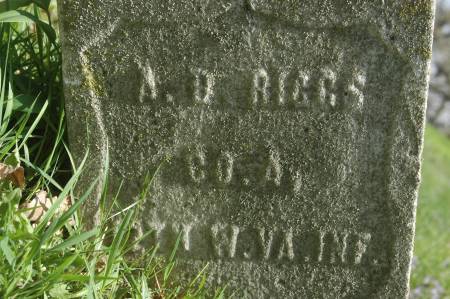 A. D. RIGGS
CO. A.
W. VA. INF.